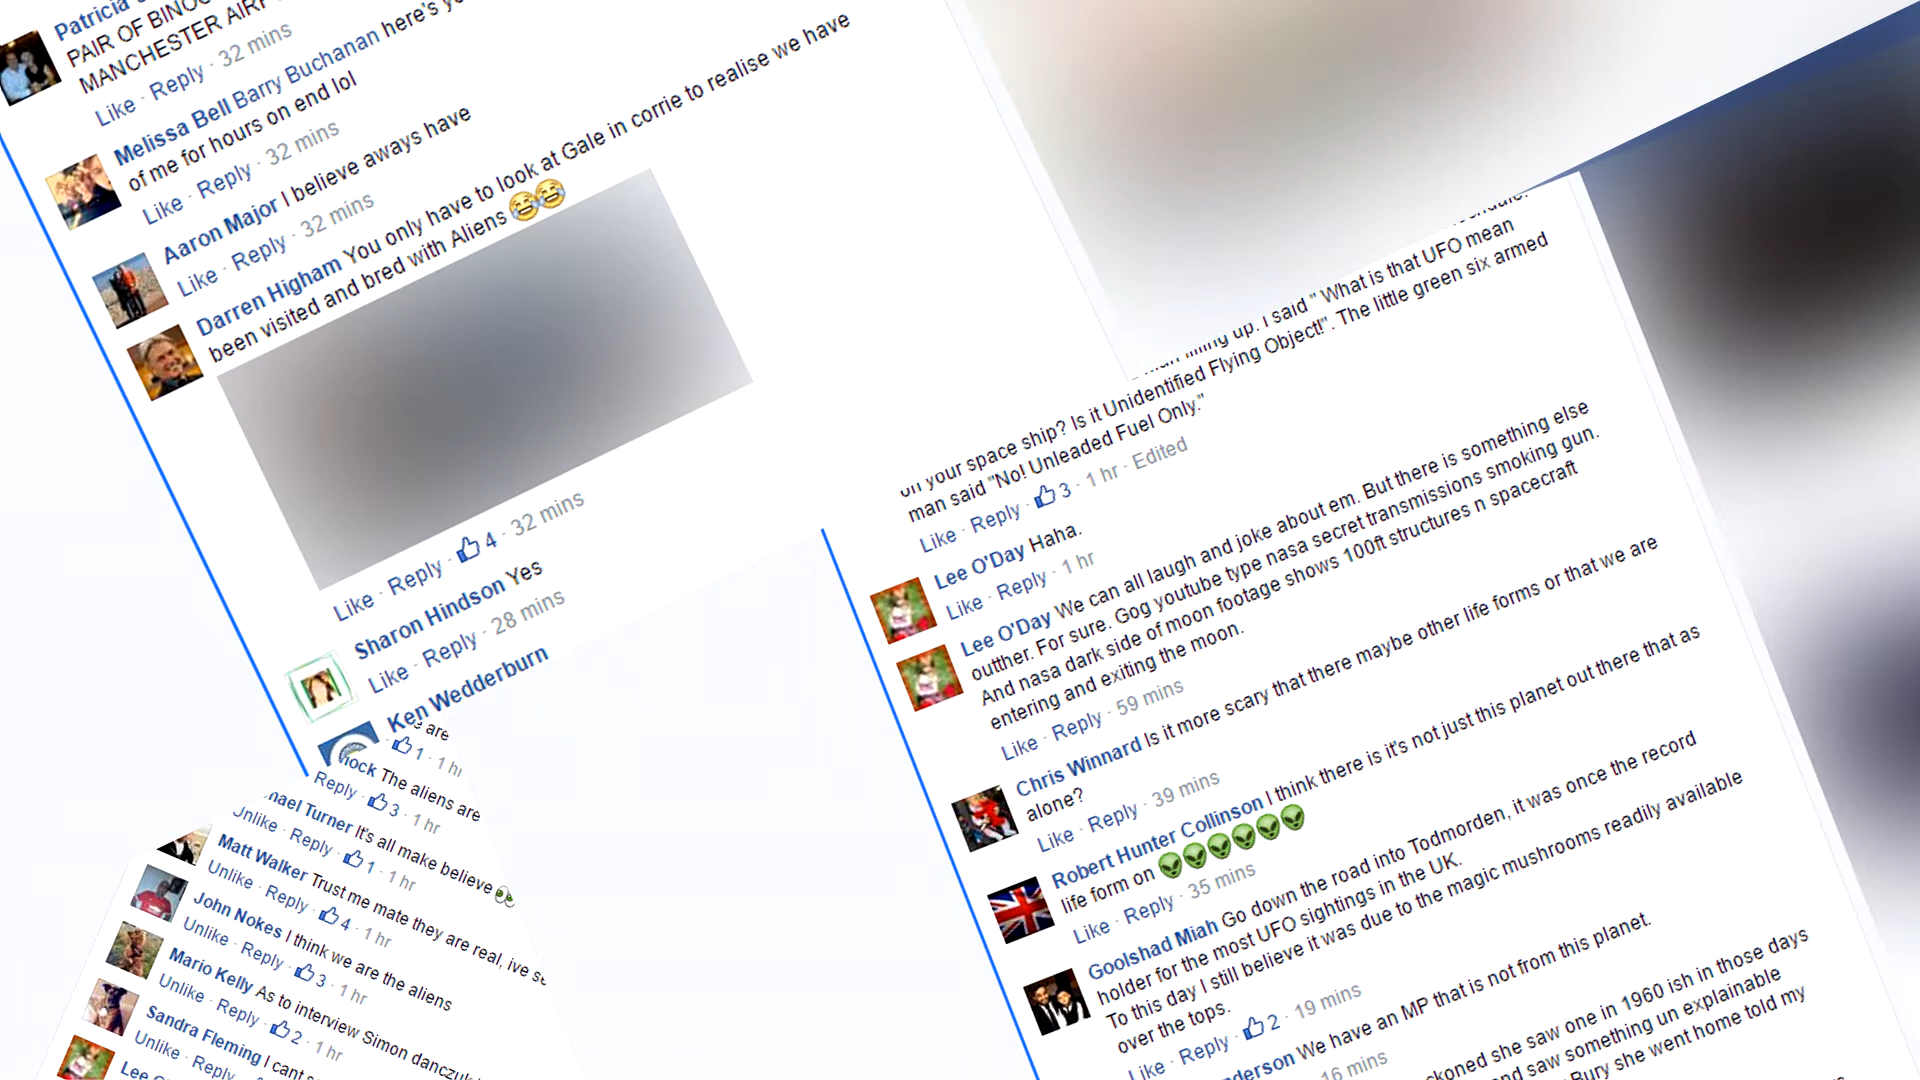 Patricia
PAIR OF
MANCHESTER
Like · Reply · 32 mins
Melissa Bell Barry Buchanan here's
of me for hours on end lol
Like · Reply · 32 mins
Aaron Major I believe aways have
Like · Reply · 32 mins
Darren Higham You only have to look at Gale in corrie to realise we have
been visited and bred with Aliens 😂😂
Like · Reply · 4 · 32 mins
Sharon Hindson Yes
Like · Reply · 28 mins
Ken Wedderburn
are
1 · 1 hr
The aliens are
Reply · 3 · 1 hr
Turner It's all make believe 👀
Unlike · Reply · 1 · 1 hr
Matt Walker Trust me mate they are real, ive
Unlike · Reply · 4 · 1 hr
John Nokes I think we are the aliens
Unlike · Reply · 3 · 1 hr
Mario Kelly As to interview Simon
Unlike · Reply · 2 · 1 hr
Sandra Fleming I cant
Unlike · Reply
Lee
up. I said " What is that UFO mean
on your space ship? Is it Unidentified Flying Object!". The little green six armed
man said "No! Unleaded Fuel Only."
Like · Reply · 3 · 1 hr · Edited
Lee O'Day Haha.
Like · Reply · 1 hr
Lee O'Day We can all laugh and joke about em. But there is something else
outther. For sure. Gog youtube type nasa secret transmissions smoking gun.
And nasa dark side of moon footage shows 100ft structures n spacecraft
entering and exiting the moon.
Like · Reply · 59 mins
Chris Winnard Is it more scary that there maybe other life forms or that we are
alone?
Like · Reply · 39 mins
Robert Hunter Collinson I think there is it's not just this planet out there that as
life form on 👽👽👽👽👽👽
Like · Reply · 35 mins
Goolshad Miah Go down the road into Todmorden, it was once the record
holder for the most UFO sightings in the UK.
To this day I still believe it was due to the magic mushrooms readily available
over the tops.
Like · Reply · 2 · 19 mins
We have an MP that is not from this planet.
16 mins
she saw one in 1960 ish in those days
and saw something un explainable
Bury she went home told my